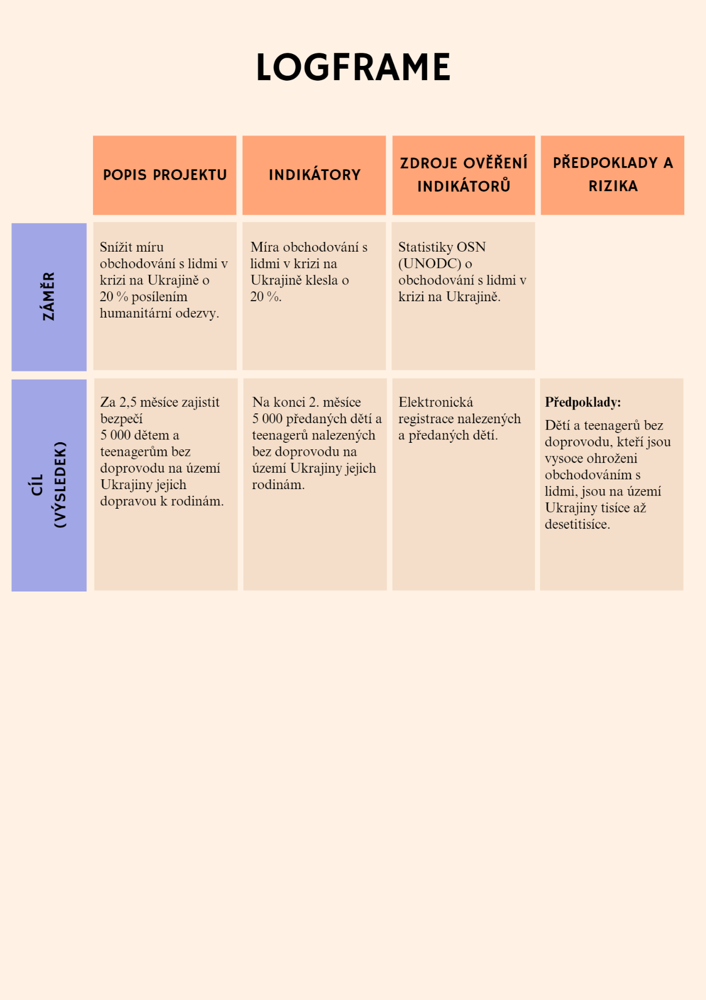 LOGFRAME
POPIS PROJEKTU
INDIKÁTORY
ZDROJE OVĚŘENÍ
INDIKÁTORŮ
PŘEDPOKLADY A
RIZIKA
ZÁMĚR
Snížit míru
obchodování s lidmi v
krizi na Ukrajině o
20 % posílením
humanitární odezvy.
Míra obchodování s
lidmi v krizi na
Ukrajině klesla o
20 %.
Statistiky OSN
(UNODC) o
obchodování s lidmi v
krizi na Ukrajině.
CÍL
(VÝSLEDEK)
Za 2,5 měsíce zajistit
bezpečí
5 000 dětem a
teenagerům bez
doprovodu na území
Ukrajiny jejich
dopravou k rodinám.
Na konci 2. měsíce
5 000 předaných dětí a
teenagerů nalezených
bez doprovodu na
území Ukrajiny jejich
rodinám.
Elektronická
registrace nalezených
a předaných dětí.
Předpoklady:
Dětí a teenagerů bez
doprovodu, kteří jsou
vysoce ohroženi
obchodováním s
lidmi, jsou na území
Ukrajiny tisíce až
desetitisíce.